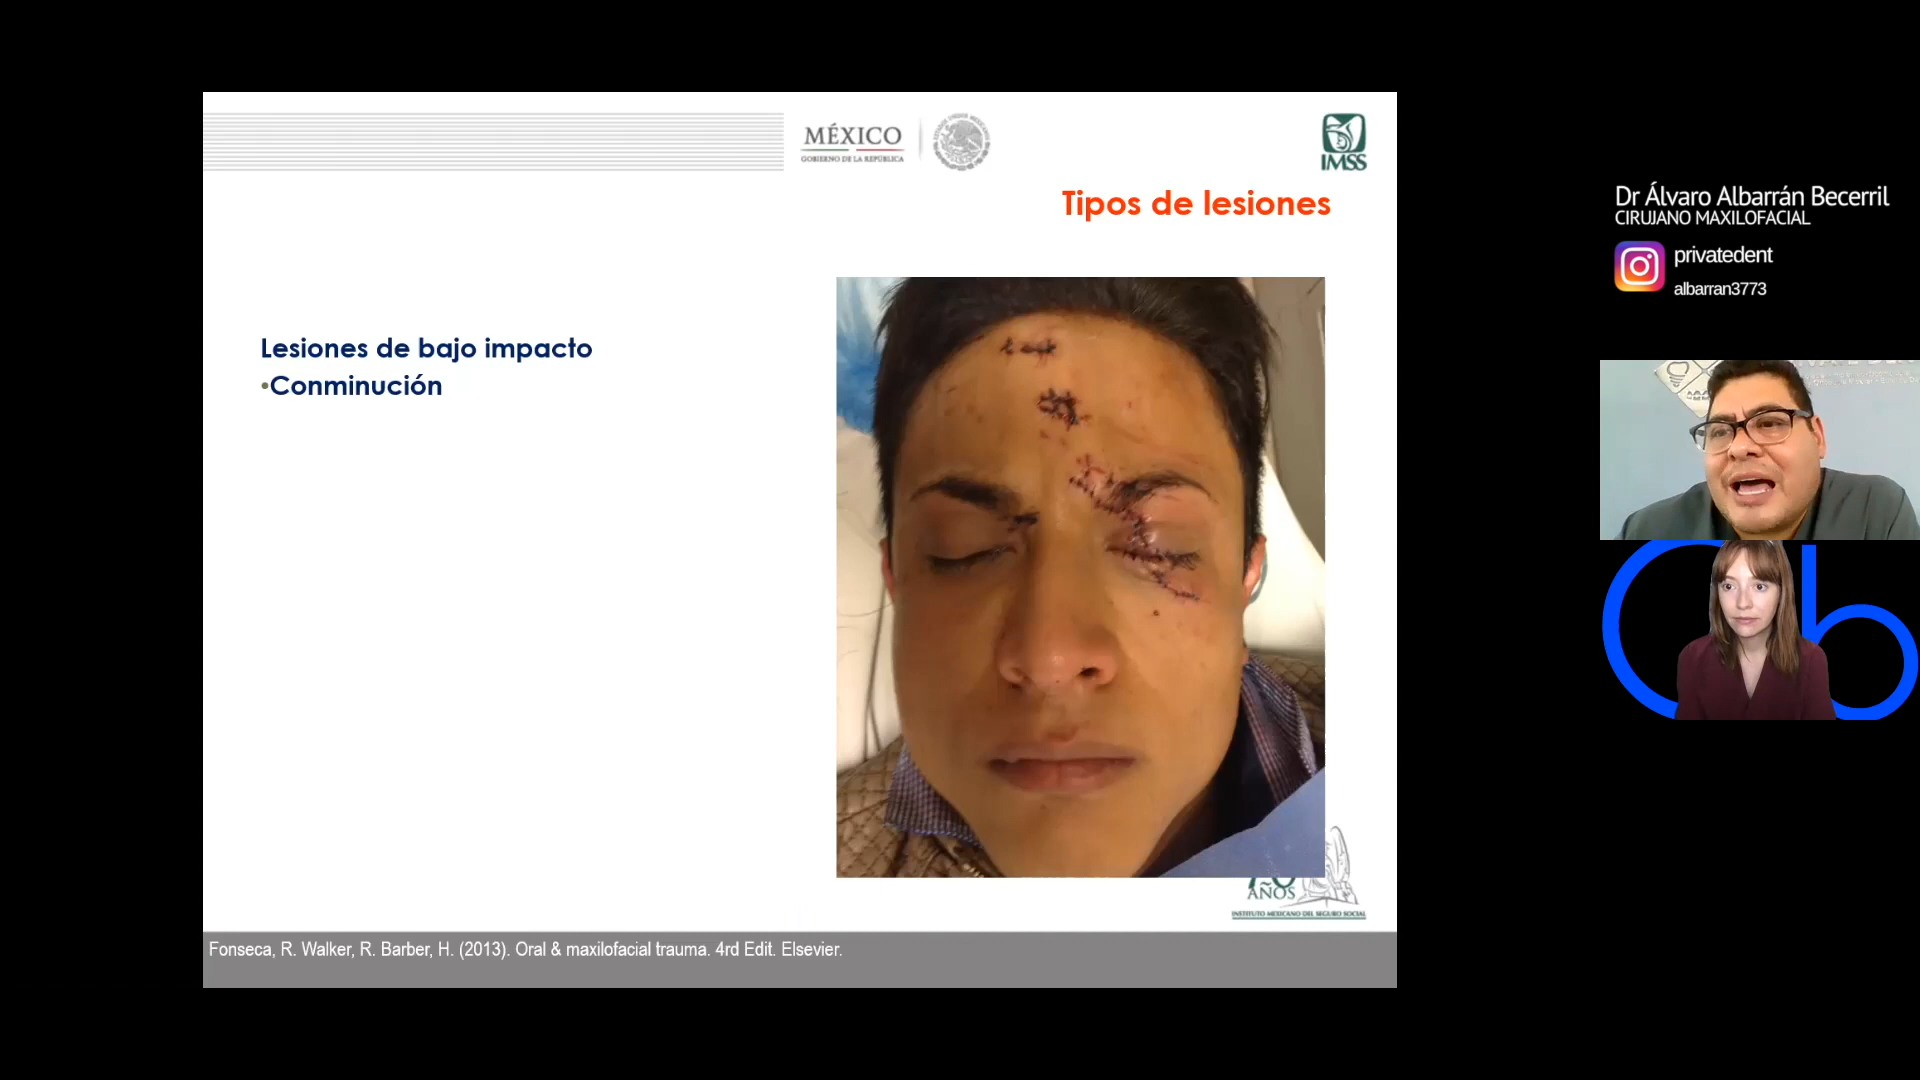 MÉXICO
GOBIERNO DE LA REPÚBLICA
IMSS
Tipos de lesiones
Lesiones de bajo impacto
•Conminución
AÑOS
INSTITUTO MEXICANO DEL SEGURO SOCIAL
Fonseca, R. Walker, R. Barber, H. (2013). Oral & maxilofacial trauma. 4rd Edit. Elsevier.
Dr Álvaro Albarrán Becerril
CIRUJANO MAXILOFACIAL
privatedent
albarran3773